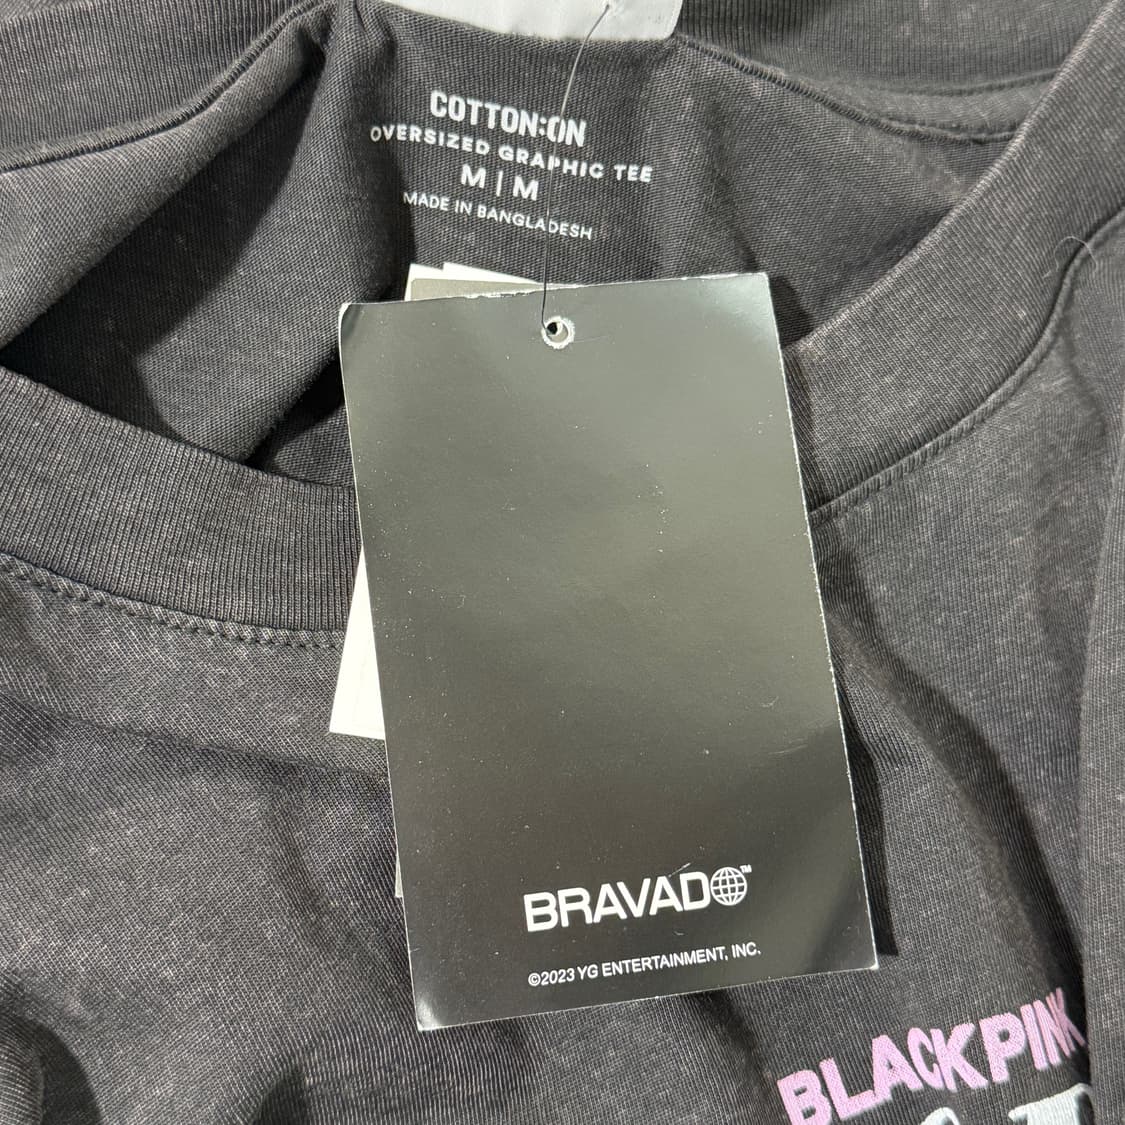 COTTON:ON
OVERSIZED GRAPHIC TEE
M | M
MADE IN BANGLADESH
BRAVADO™
©2023 YG ENTERTAINMENT, INC.
BLACKPINK